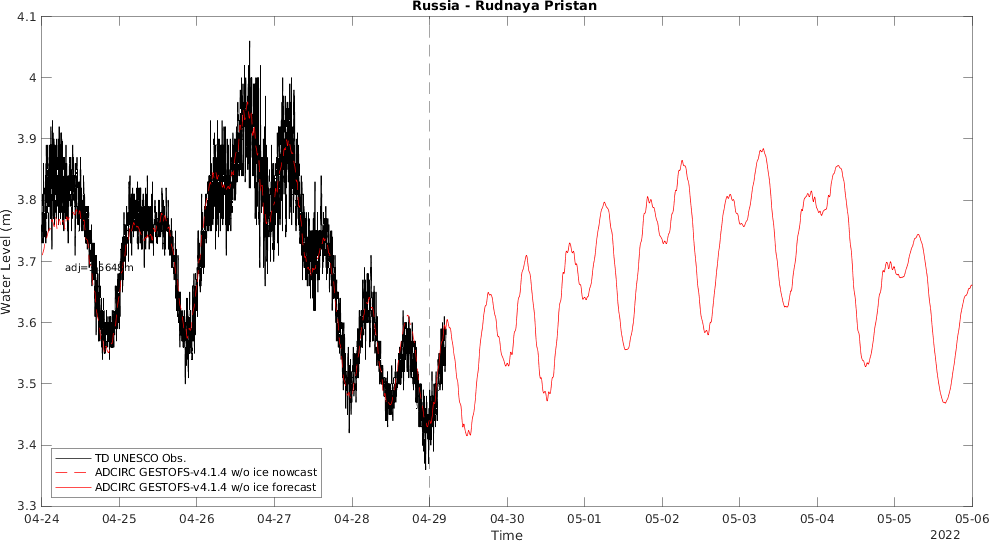 Russia - Rudnaya Pristan
Water Level (m)
4.1
4
3.9
3.8
3.7
3.6
3.5
3.4
3.3
TD UNESCO Obs.
ADCIRC GESTOFS-v4.1.4 w/o ice nowcast
ADCIRC GESTOFS-v4.1.4 w/o ice forecast
04-24 04-25 04-26 04-27 04-28 04-29 04-30 05-01 05-02 05-03 05-04 05-05 05-06
Time
2022